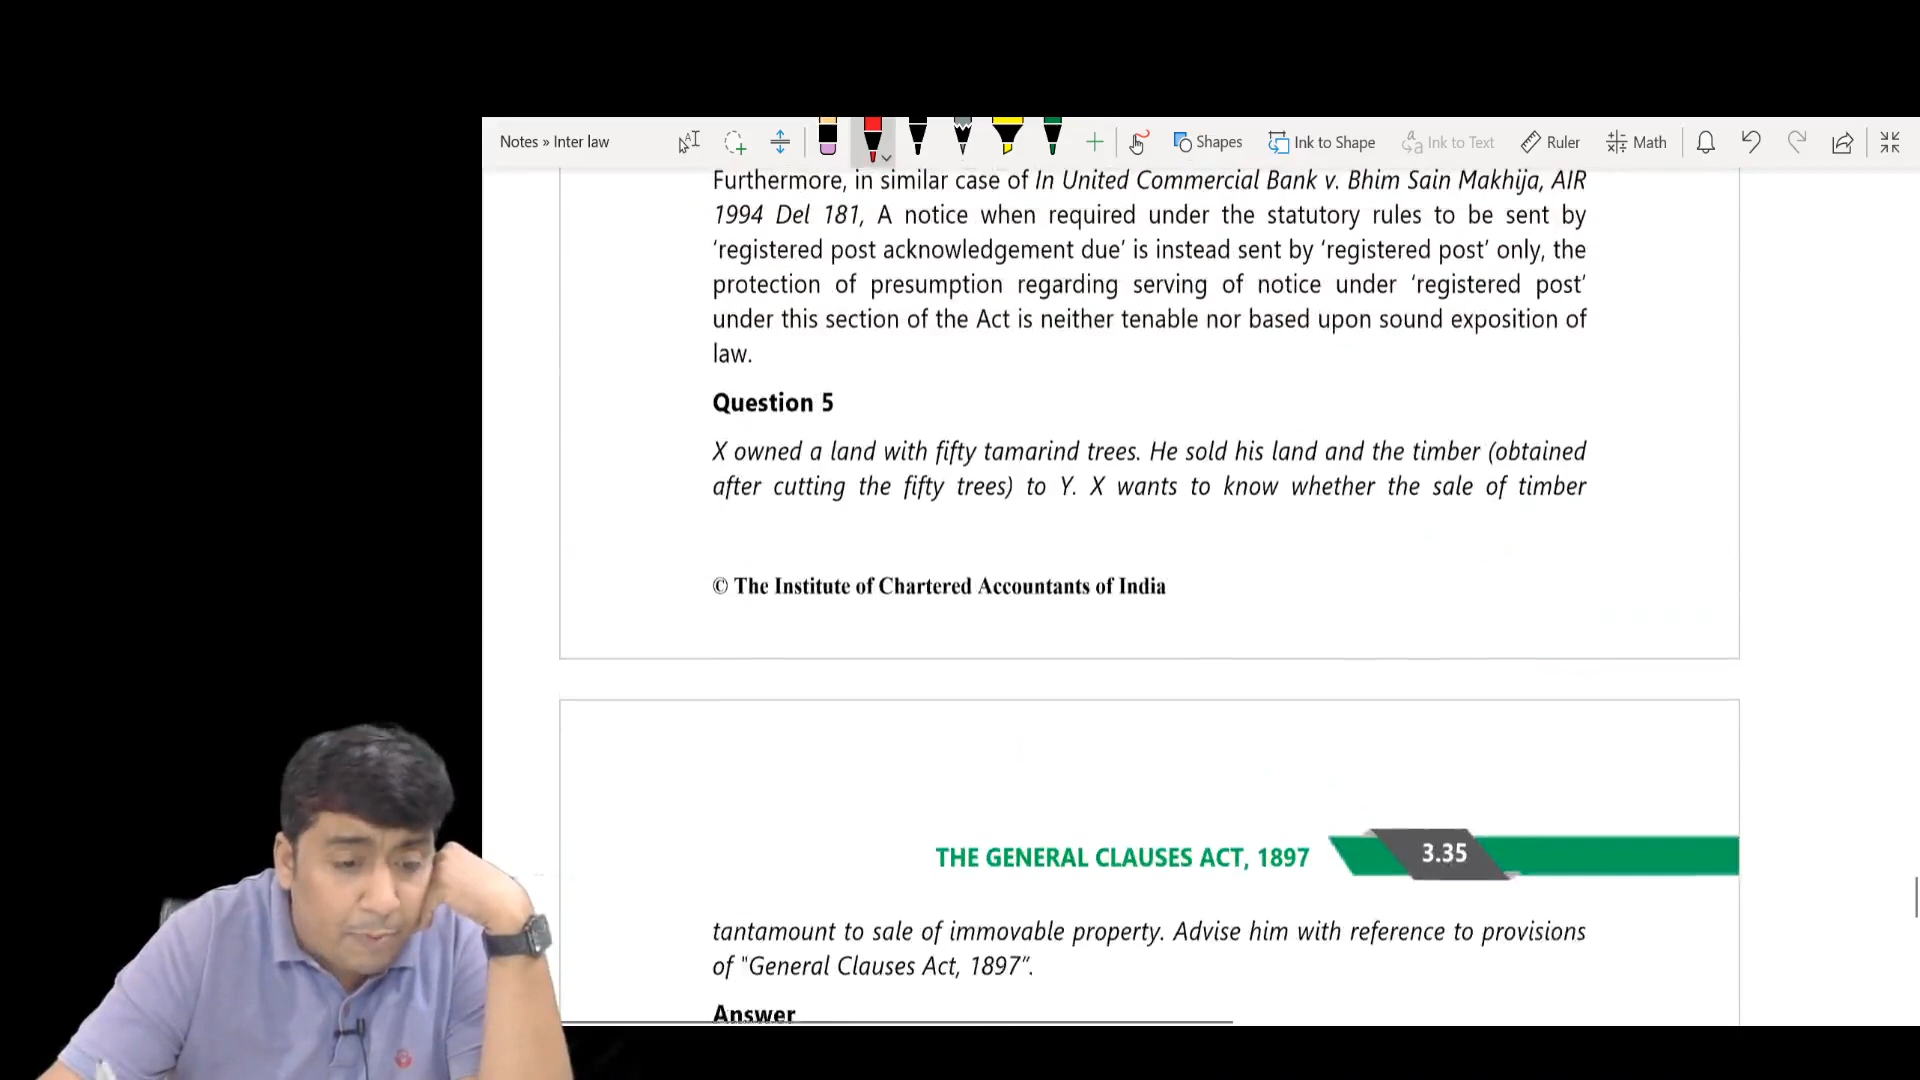 Notes » Inter law
Shapes
Ink to Shape
Ink to Text
Ruler
Math
Furthermore, in similar case of In United Commercial Bank v. Bhim Sain Makhija, AIR
1994 Del 181, A notice when required under the statutory rules to be sent by
‘registered post acknowledgement due’ is instead sent by ‘registered post’ only, the
protection of presumption regarding serving of notice under ‘registered post’
under this section of the Act is neither tenable nor based upon sound exposition of
law.
Question 5
X owned a land with fifty tamarind trees. He sold his land and the timber (obtained
after cutting the fifty trees) to Y. X wants to know whether the sale of timber
© The Institute of Chartered Accountants of India
THE GENERAL CLAUSES ACT, 1897
3.35
tantamount to sale of immovable property. Advise him with reference to provisions
of "General Clauses Act, 1897”.
Answer